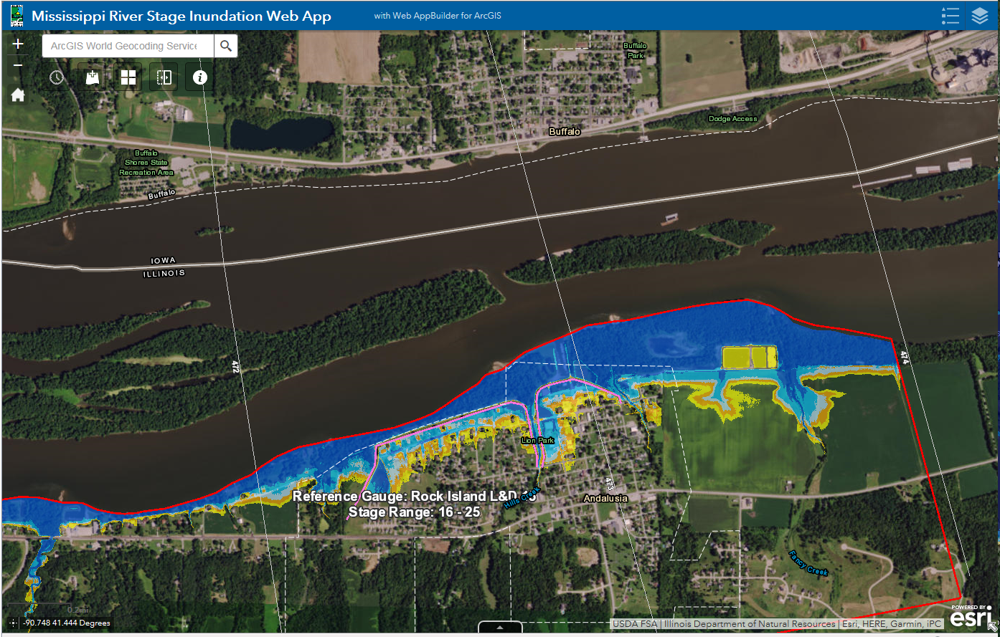 Mississippi River Stage Inundation Web App
with Web AppBuilder for ArcGIS
ArcGIS World Geocoding Service
Buffalo
Park
Dodge Access
Buffalo
Buffalo
Shores State
Recreation Area
Buffalo
IOWA
ILLINOIS
472
474
Lion Park
473
Reference Gauge: Rock Island L&D 15
Stage Range: 16 - 25
Hills Creek
Andalusia
Fancy Creek
0.2mi
-90.748 41.444 Degrees
USDA FSA | Illinois Department of Natural Resources | Esri, HERE, Garmin, iPC
POWERED BY
esri